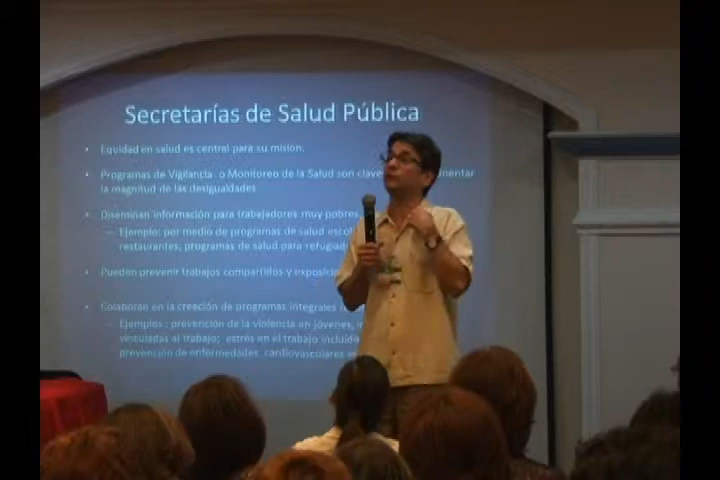 Secretarías de Salud Pública
• Equidad en salud es central para su misión.
• Programas de Vigilancia o Monitoreo de la Salud son clave
la magnitud de las desigualdades
• Diseminan información para trabajadores muy pobres,
– Ejemplo: por medio de programas de salud
restaurantes, programas de salud para
• Pueden prevenir trabajos compartidos y
• Colaboran en la creación de programas integrales
– Ejemplos: prevención de la violencia en jóvenes,
vinculadas al trabajo; estrés en el trabajo
prevención de enfermedades cardiovasculares